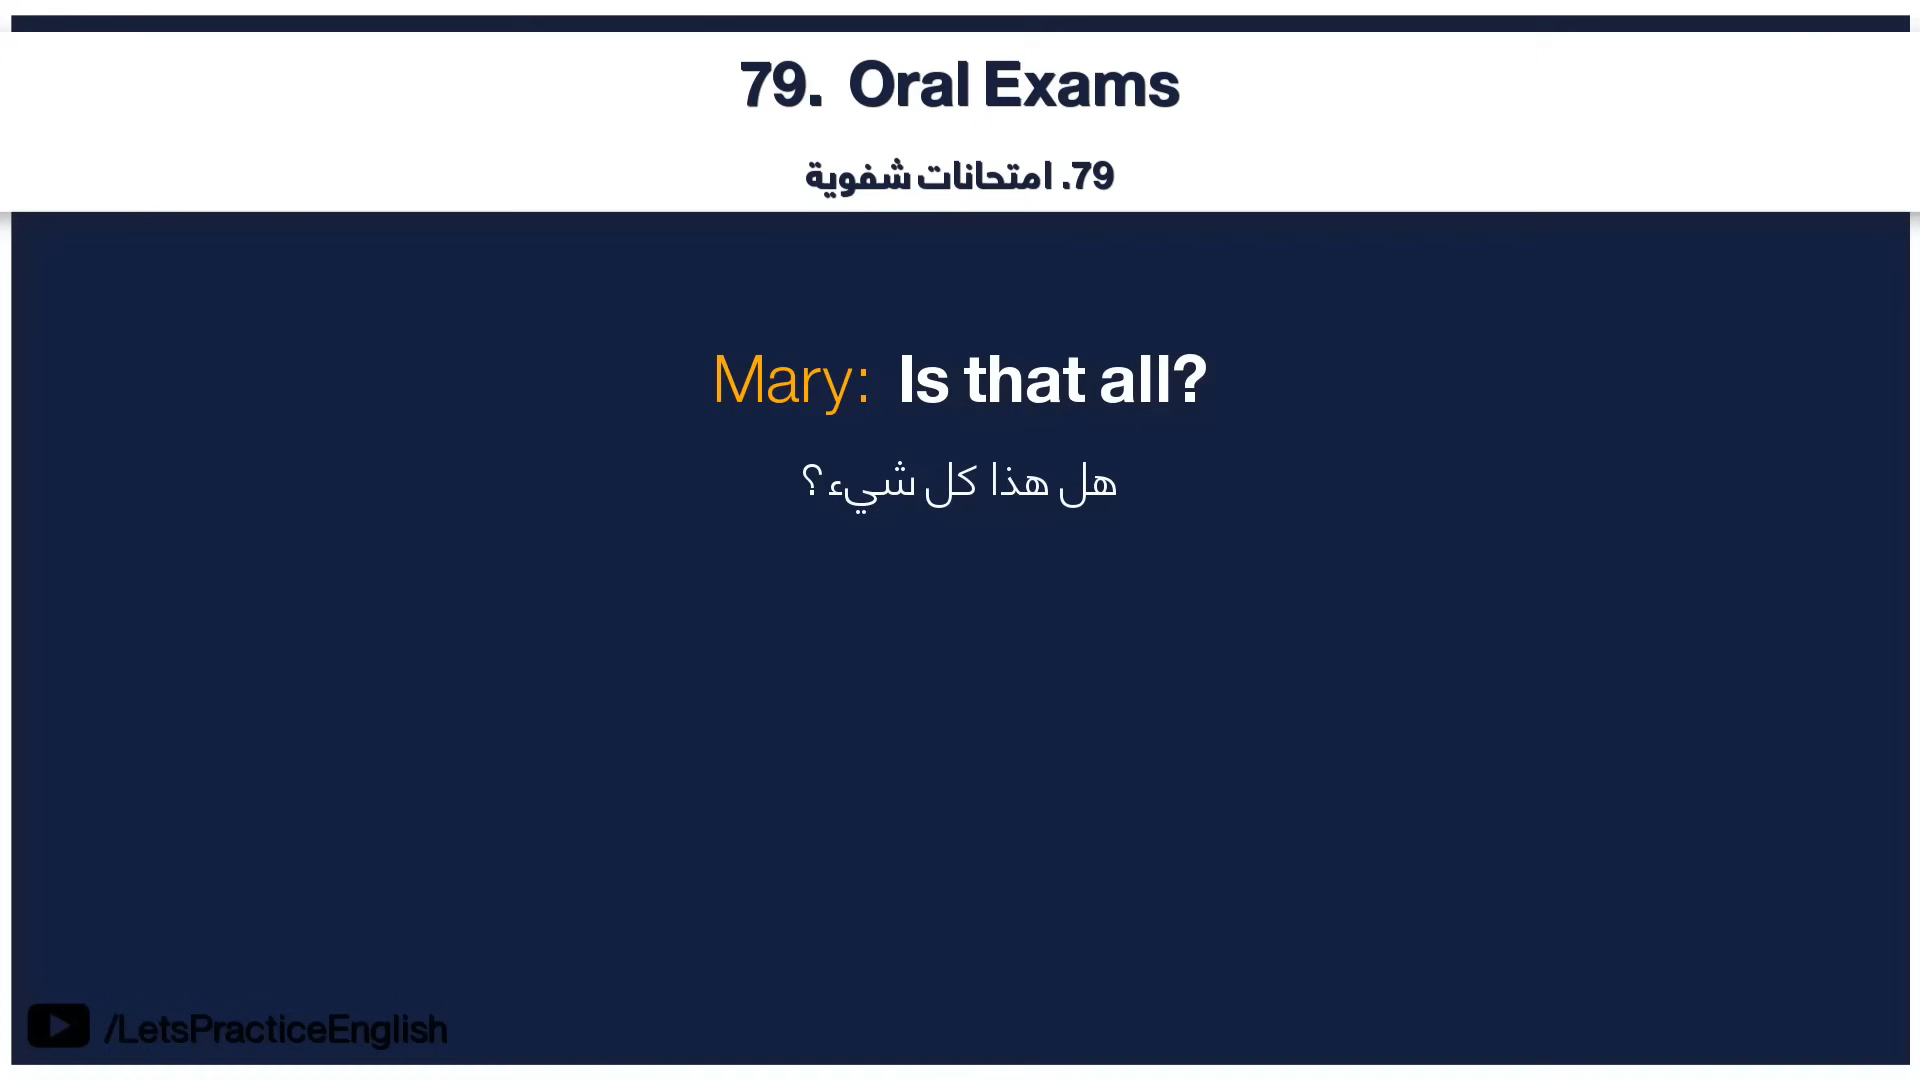 79. Oral Exams
79. امتحانات شفوية
Mary: Is that all?
هل هذا كل شيء؟
/LetsPracticeEnglish